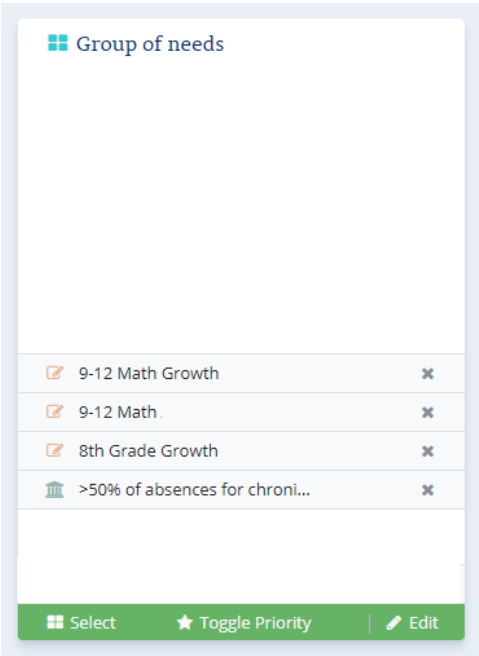 Group of needs
9-12 Math Growth
9-12 Math
8th Grade Growth
>50% of absences for chroni...
Select Toggle Priority Edit